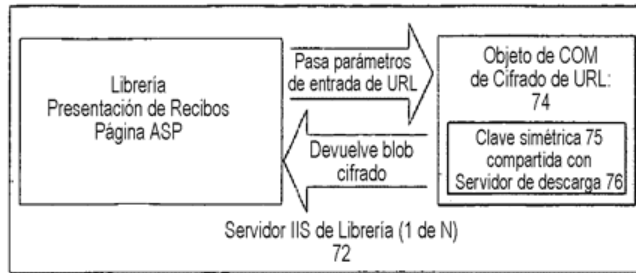 Librería
Presentación de Recibos
Página ASP
Pasa parámetros
de entrada de URL
Devuelve blob
cifrado
Objeto de COM
de Cifrado de URL:
74
Clave simétrica 75
compartida con
Servidor de descarga 76
Servidor IIS de Librería (1 de N)
72